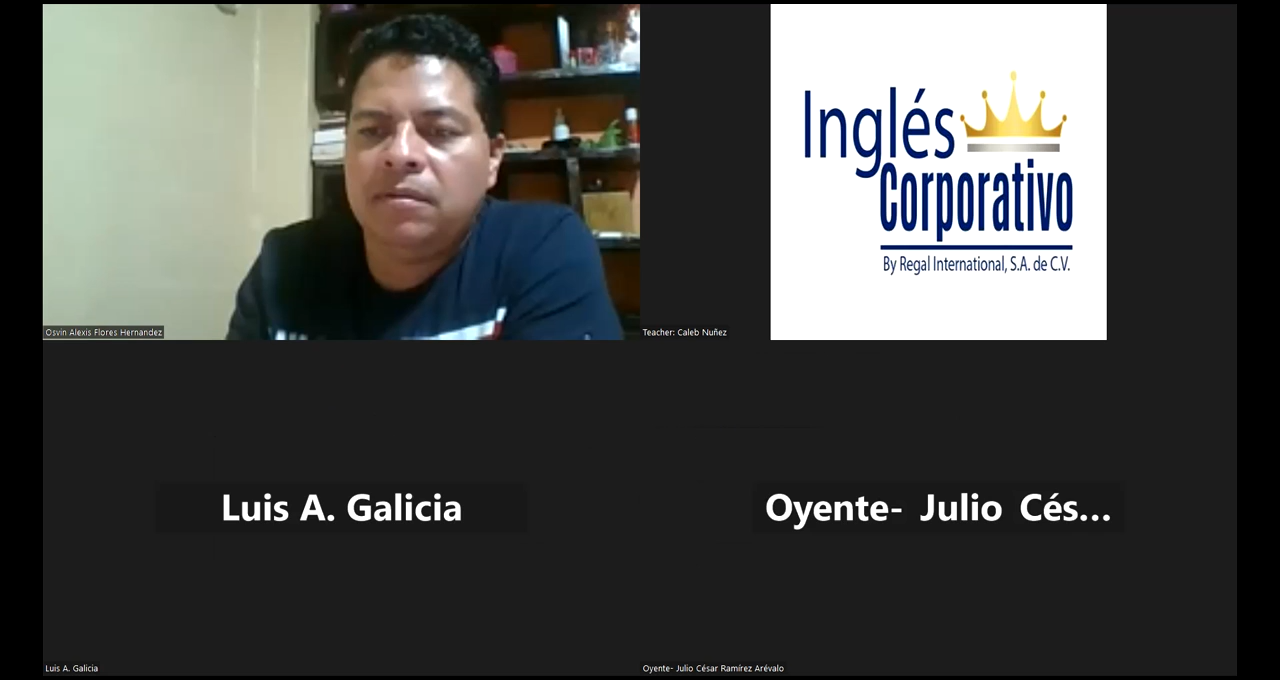 Osvin Alexis Flores Hernandez
Inglés
Corporativo
By Regal International, S.A. de C.V.
Teacher: Caleb Nuñez
Luis A. Galicia
Oyente- Julio Cés...
Luis A. Galicia
Oyente- Julio César Ramírez Arévalo